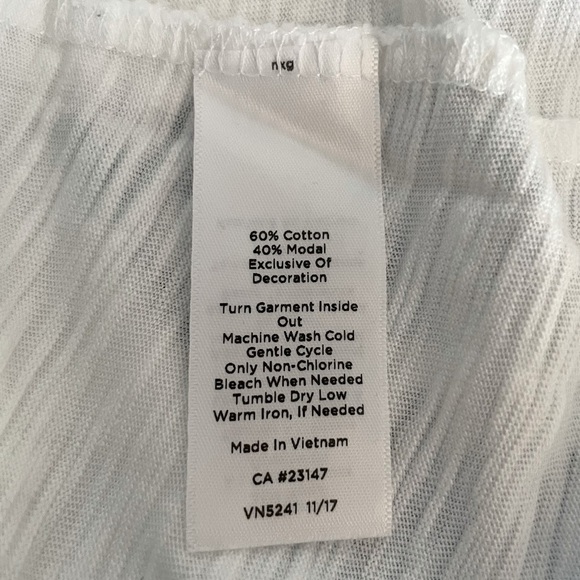 nxg
60% Cotton
40% Modal
Exclusive Of
Decoration
Turn Garment Inside
Out
Machine Wash Cold
Gentle Cycle
Only Non-Chlorine
Bleach When Needed
Tumble Dry Low
Warm Iron, If Needed
Made In Vietnam
CA #23147
VN5241 11/17